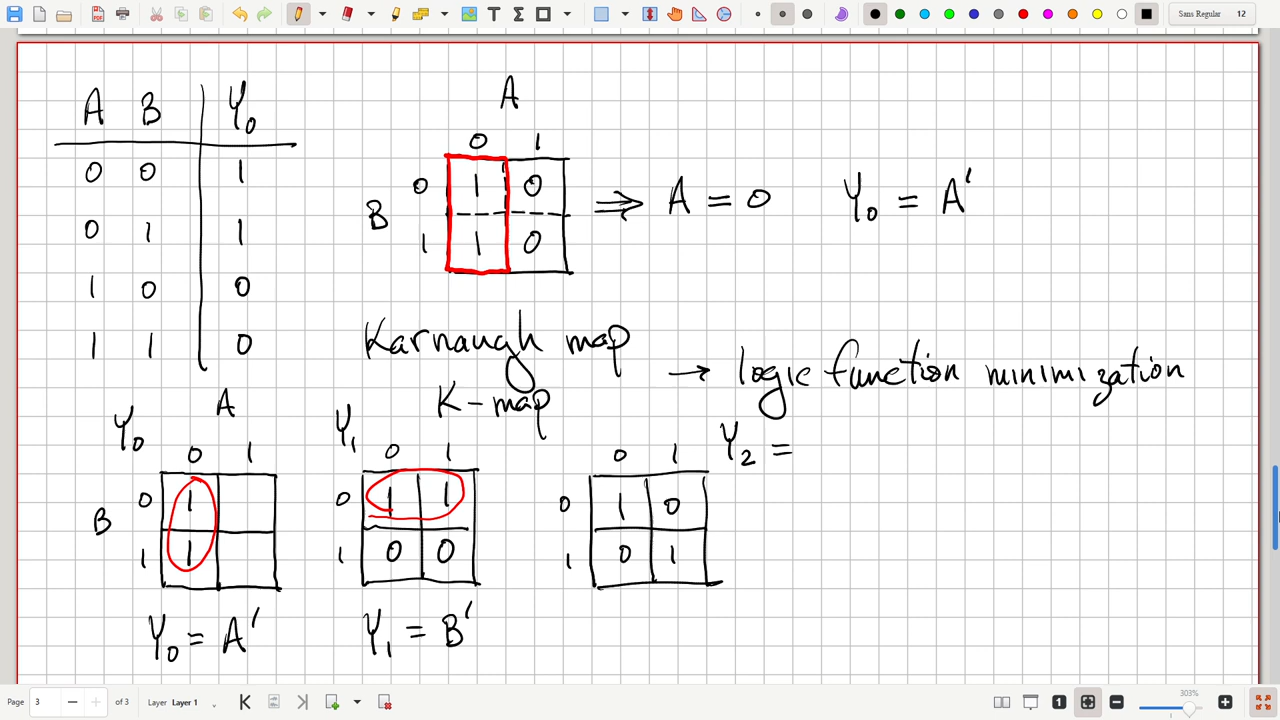 Sans Regular 12
A B Y₀
0 0 1
0 1 1
1 0 0
1 1 0
A
0 1
0 1 0
B
1 1 0
⇒ A = 0 Y₀ = A'
Karnaugh map
K-map
→ logic function minimization
Y₀ A
0 1
B 0 1
1 1
Y₀ = A'
Y₁
0 1
0 1 1
1 0 0
Y₁ = B'
Y₂ =
0 1
0 1 0
1 0 1
Page 3 of 3 Layer Layer 1 303%